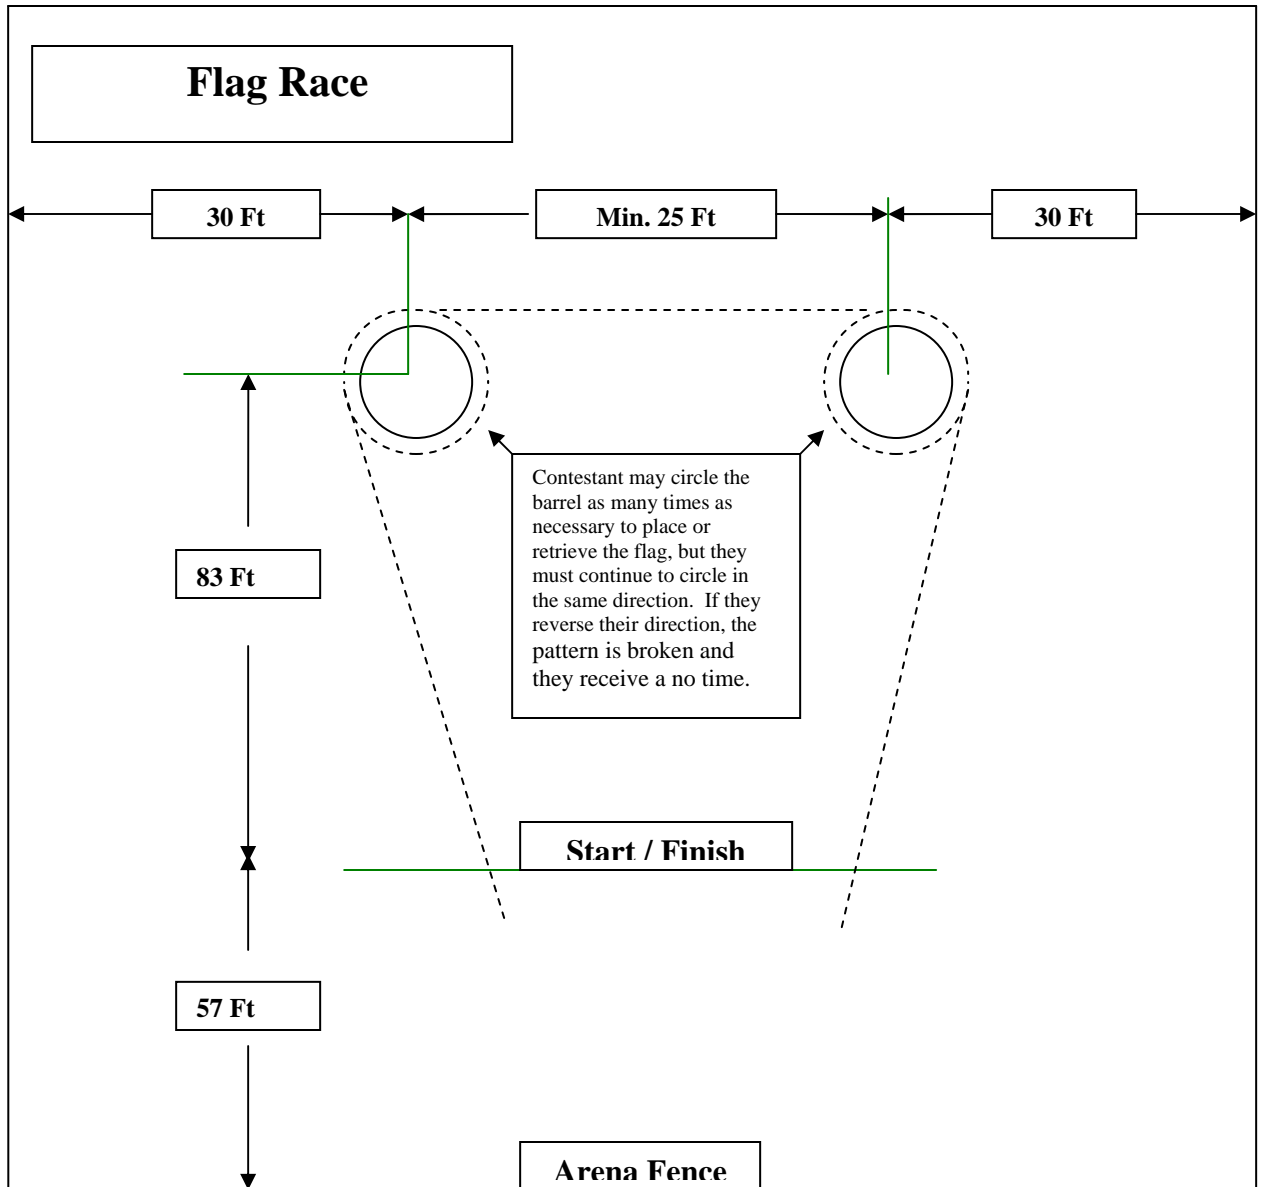 Flag Race
30 Ft
Min. 25 Ft
30 Ft
Contestant may circle the
barrel as many times as
necessary to place or
retrieve the flag, but they
must continue to circle in
the same direction.  If they
reverse their direction, the
pattern is broken and
they receive a no time.
83 Ft
Start / Finish
57 Ft
Arena Fence